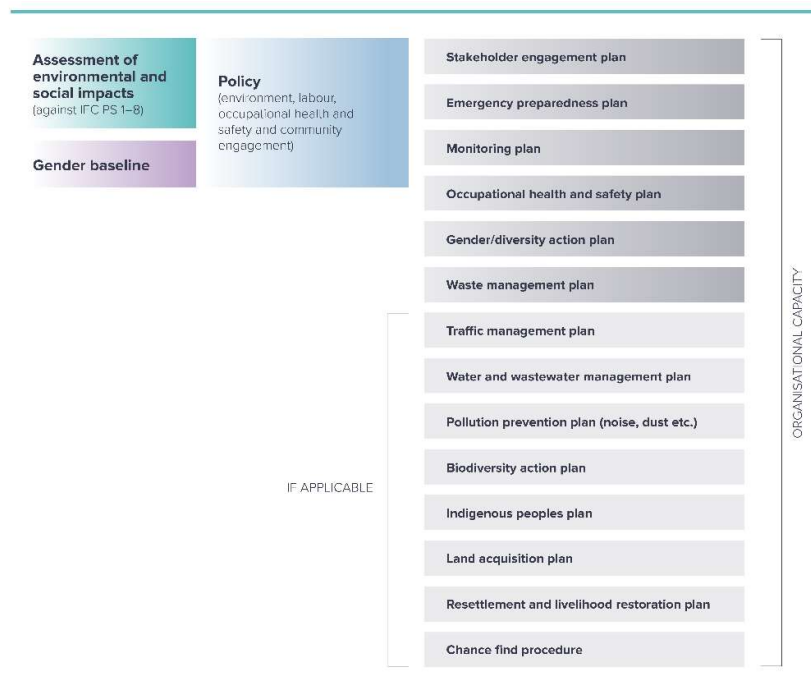 Assessment of
environmental and
social impacts
(against IFC PS 1–8)
Gender baseline
Policy
(environment, labour,
occupational health and
safety and community
engagement)
Stakeholder engagement plan
Emergency preparedness plan
Monitoring plan
Occupational health and safety plan
Gender/diversity action plan
Waste management plan
Traffic management plan
Water and wastewater management plan
Pollution prevention plan (noise, dust etc.)
Biodiversity action plan
Indigenous peoples plan
Land acquisition plan
Resettlement and livelihood restoration plan
Chance find procedure
IF APPLICABLE
ORGANISATIONAL CAPACITY